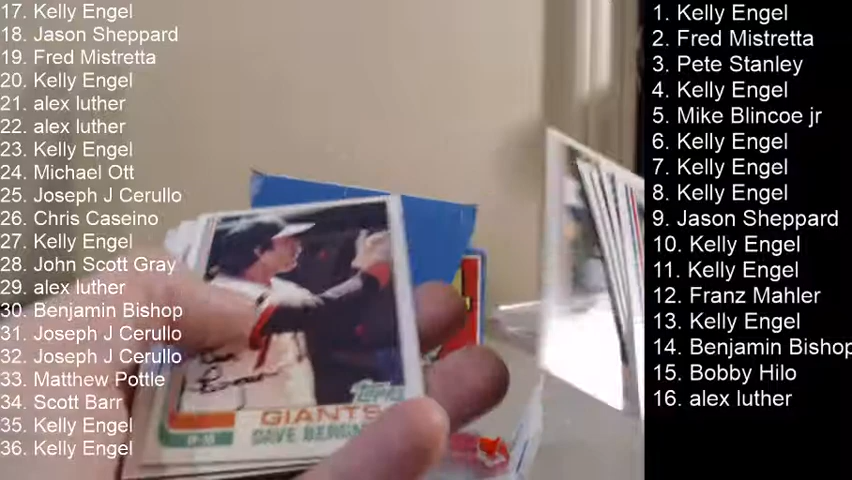 17. Kelly Engel
18. Jason Sheppard
19. Fred Mistretta
20. Kelly Engel
21. alex luther
22. alex luther
23. Kelly Engel
24. Michael Ott
25. Joseph J Cerullo
26. Chris Caseino
27. Kelly Engel
28. John Scott Gray
29. alex luther
30. Benjamin Bishop
31. Joseph J Cerullo
32. Joseph J Cerullo
33. Matthew Pottle
34. Scott Barr
35. Kelly Engel
36. Kelly Engel
Topps
GIANTS
DAVE
1. Kelly Engel
2. Fred Mistretta
3. Pete Stanley
4. Kelly Engel
5. Mike Blincoe jr
6. Kelly Engel
7. Kelly Engel
8. Kelly Engel
9. Jason Sheppard
10. Kelly Engel
11. Kelly Engel
12. Franz Mahler
13. Kelly Engel
14. Benjamin Bishop
15. Bobby Hilo
16. alex luther